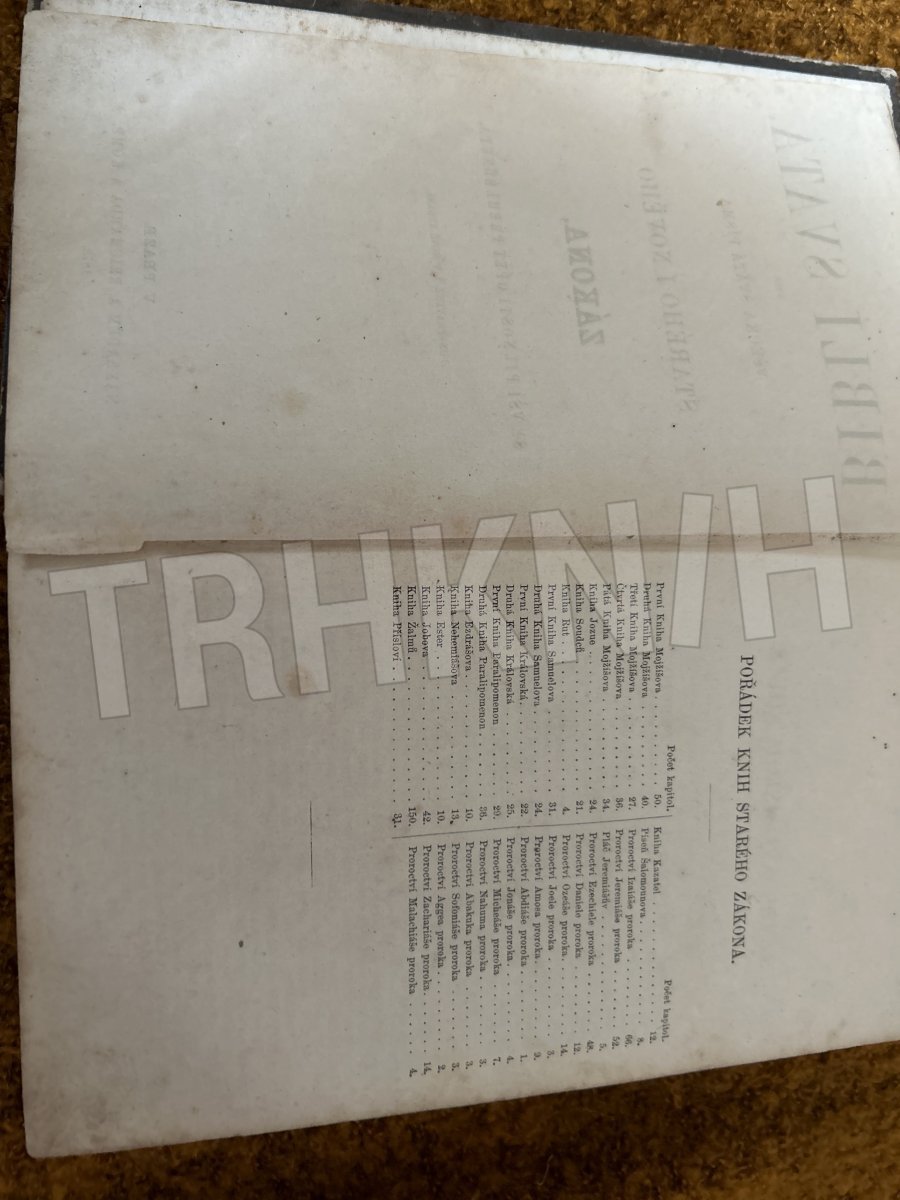 BIBLÍ SVATÁ
STARÉHO I NOVÉHO
ZÁKONA.
V PRAZE
POŘÁDEK KNIH STARÉHO ZÁKONA.
Počet kapitol.
První Kniha Mojžíšova . . . . . . . 50.
Druhá Kniha Mojžíšova . . . . . . . 40.
Třetí Kniha Mojžíšova . . . . . . . 27.
Čtvrtá Kniha Mojžíšova . . . . . . . 36.
Pátá Kniha Mojžíšova . . . . . . . 34.
Kniha Jozue . . . . . . . . . . 24.
Kniha Soudců . . . . . . . . . . 21.
Kniha Rut . . . . . . . . . . 4.
První Kniha Samuelova . . . . . . . 31.
Druhá Kniha Samuelova . . . . . . . 24.
První Kniha Královská . . . . . . . 22.
Druhá Kniha Královská . . . . . . . 25.
První Kniha Paralipomenon . . . . . . 29.
Druhá Kniha Paralipomenon . . . . . . 36.
Kniha Ezdrášova . . . . . . . . . 10.
Kniha Nehemiášova . . . . . . . . 13.
Kniha Ester . . . . . . . . . . 10.
Kniha Jobova . . . . . . . . . . 42.
Kniha Žalmů . . . . . . . . . . 150.
Kniha Přísloví . . . . . . . . . . 31.
Počet kapitol.
Kniha Kazatel . . . . . . . . . . 12.
Píseň Šalomounova . . . . . . . . 8.
Proroctví Izaiáše proroka . . . . . . 66.
Proroctví Jeremiáše proroka . . . . . 52.
Pláč Jeremiášův . . . . . . . . . 5.
Proroctví Ezechiele proroka . . . . . 48.
Proroctví Daniele proroka . . . . . . 12.
Proroctví Ozeáše proroka . . . . . . 14.
Proroctví Joele proroka . . . . . . . 3.
Proroctví Amosa proroka . . . . . . . 9.
Proroctví Abdiáše proroka . . . . . . 1.
Proroctví Jonáše proroka . . . . . . 4.
Proroctví Micheáše proroka . . . . . 7.
Proroctví Nahuma proroka . . . . . . 3.
Proroctví Abakuka proroka . . . . . . 3.
Proroctví Sofoniáše proroka . . . . . 3.
Proroctví Aggea proroka . . . . . . . 2.
Proroctví Zachariáše proroka . . . . . 14.
Proroctví Malachiáše proroka . . . . . 4.
TRHKNIH